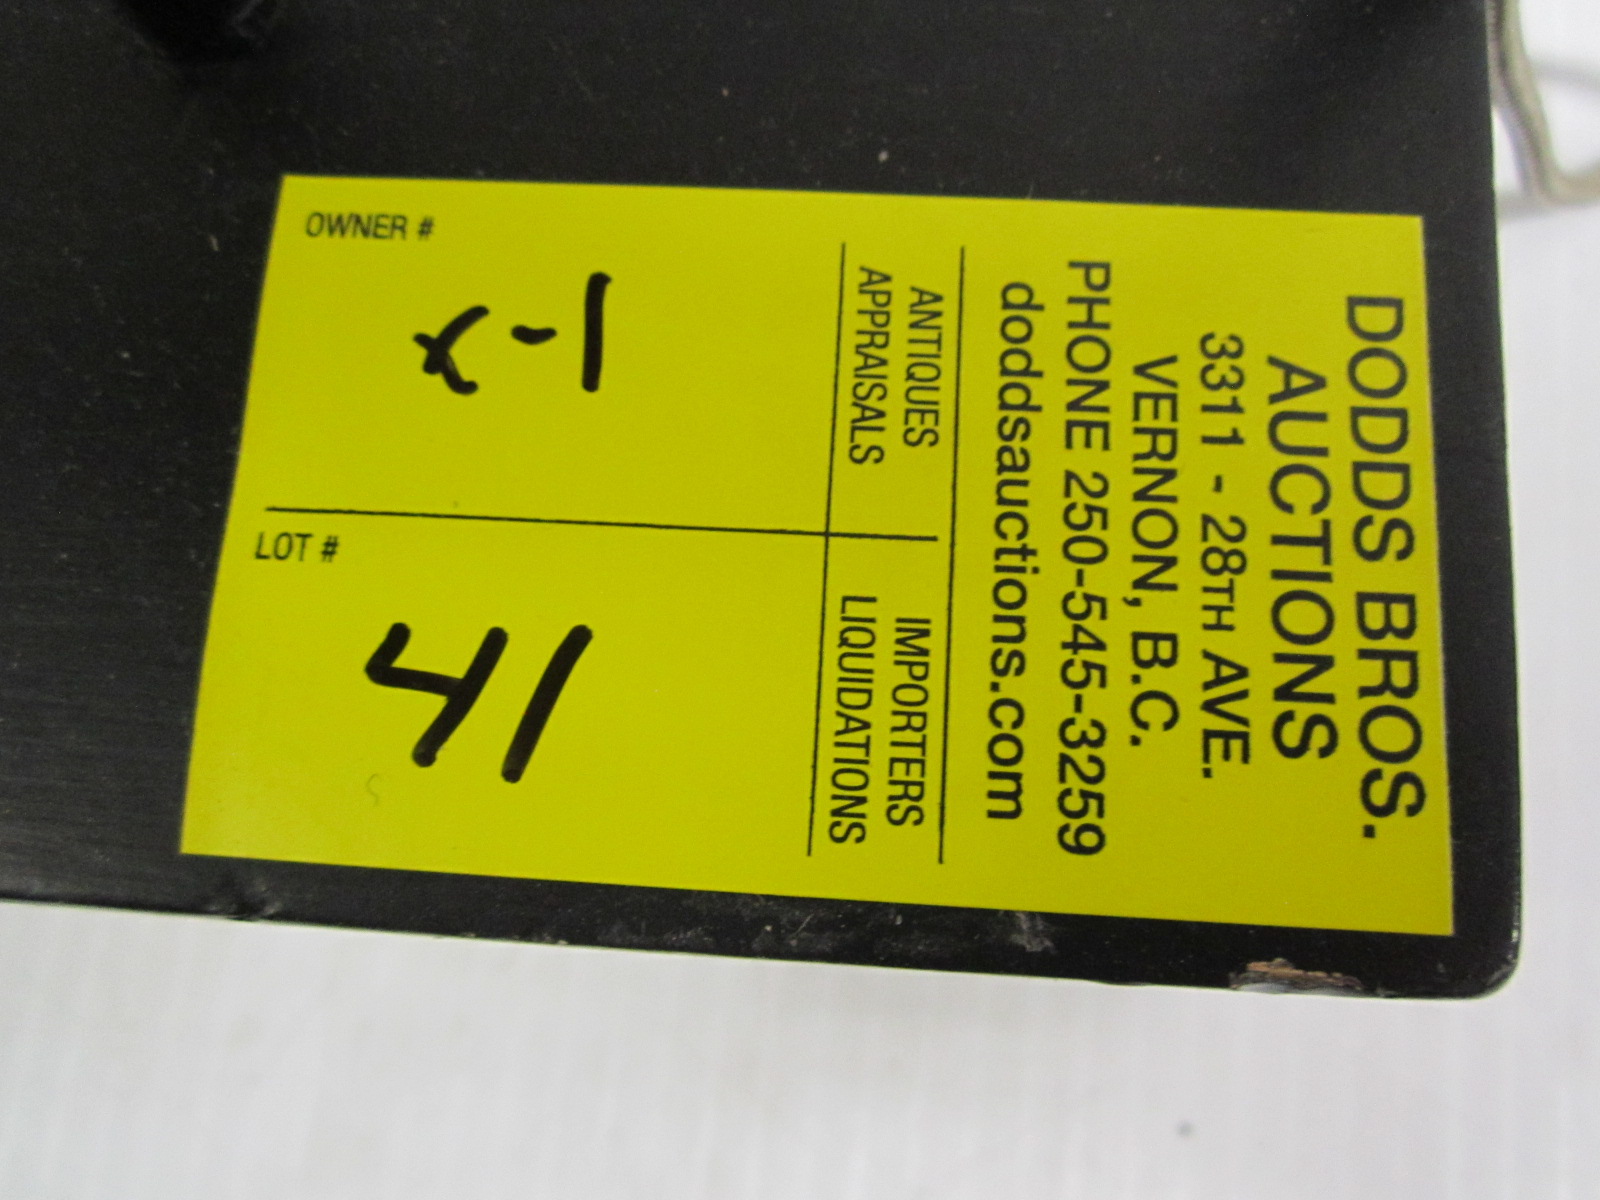 DODDS BROS.
AUCTIONS
3311 - 28TH AVE.
VERNON, B.C.
PHONE 250-545-3259
doddsauctions.com
ANTIQUES
APPRAISALS
IMPORTERS
LIQUIDATIONS
OWNER #
LOT #
41